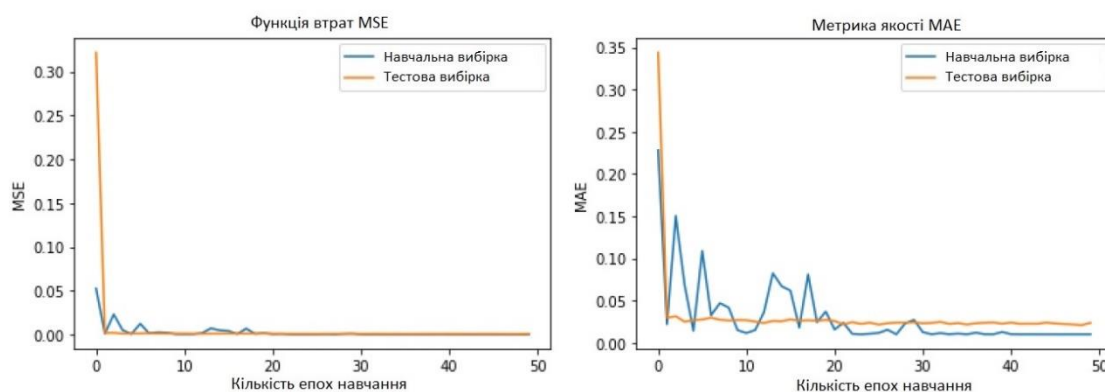 Функція втрат MSE
Навчальна вибірка
Тестова вибірка
0.30
0.25
0.20
0.15
0.10
0.05
0.00
MSE
0 10 20 30 40 50
Кількість епох навчання
Метрика якості MAE
Навчальна вибірка
Тестова вибірка
0.35
0.30
0.25
0.20
0.15
0.10
0.05
0.00
MAE
0 10 20 30 40 50
Кількість епох навчання